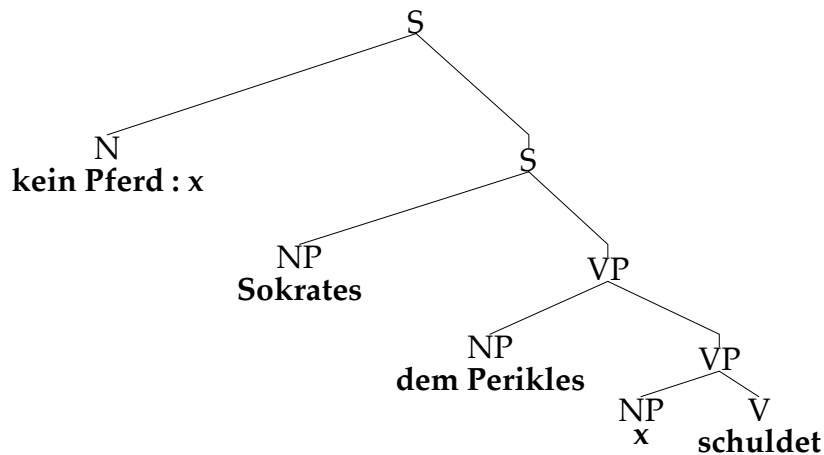 S
N
kein Pferd : x
S
NP
Sokrates
VP
NP
dem Perikles
VP
NP V
x schuldet